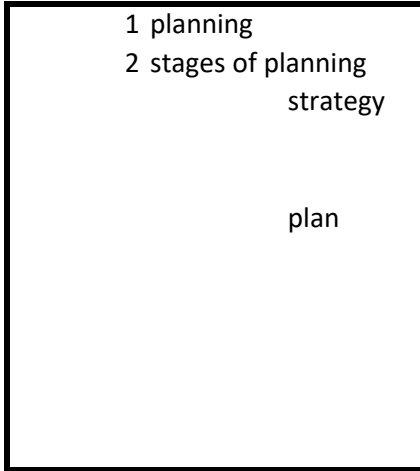 1 planning
2 stages of planning
strategy
plan